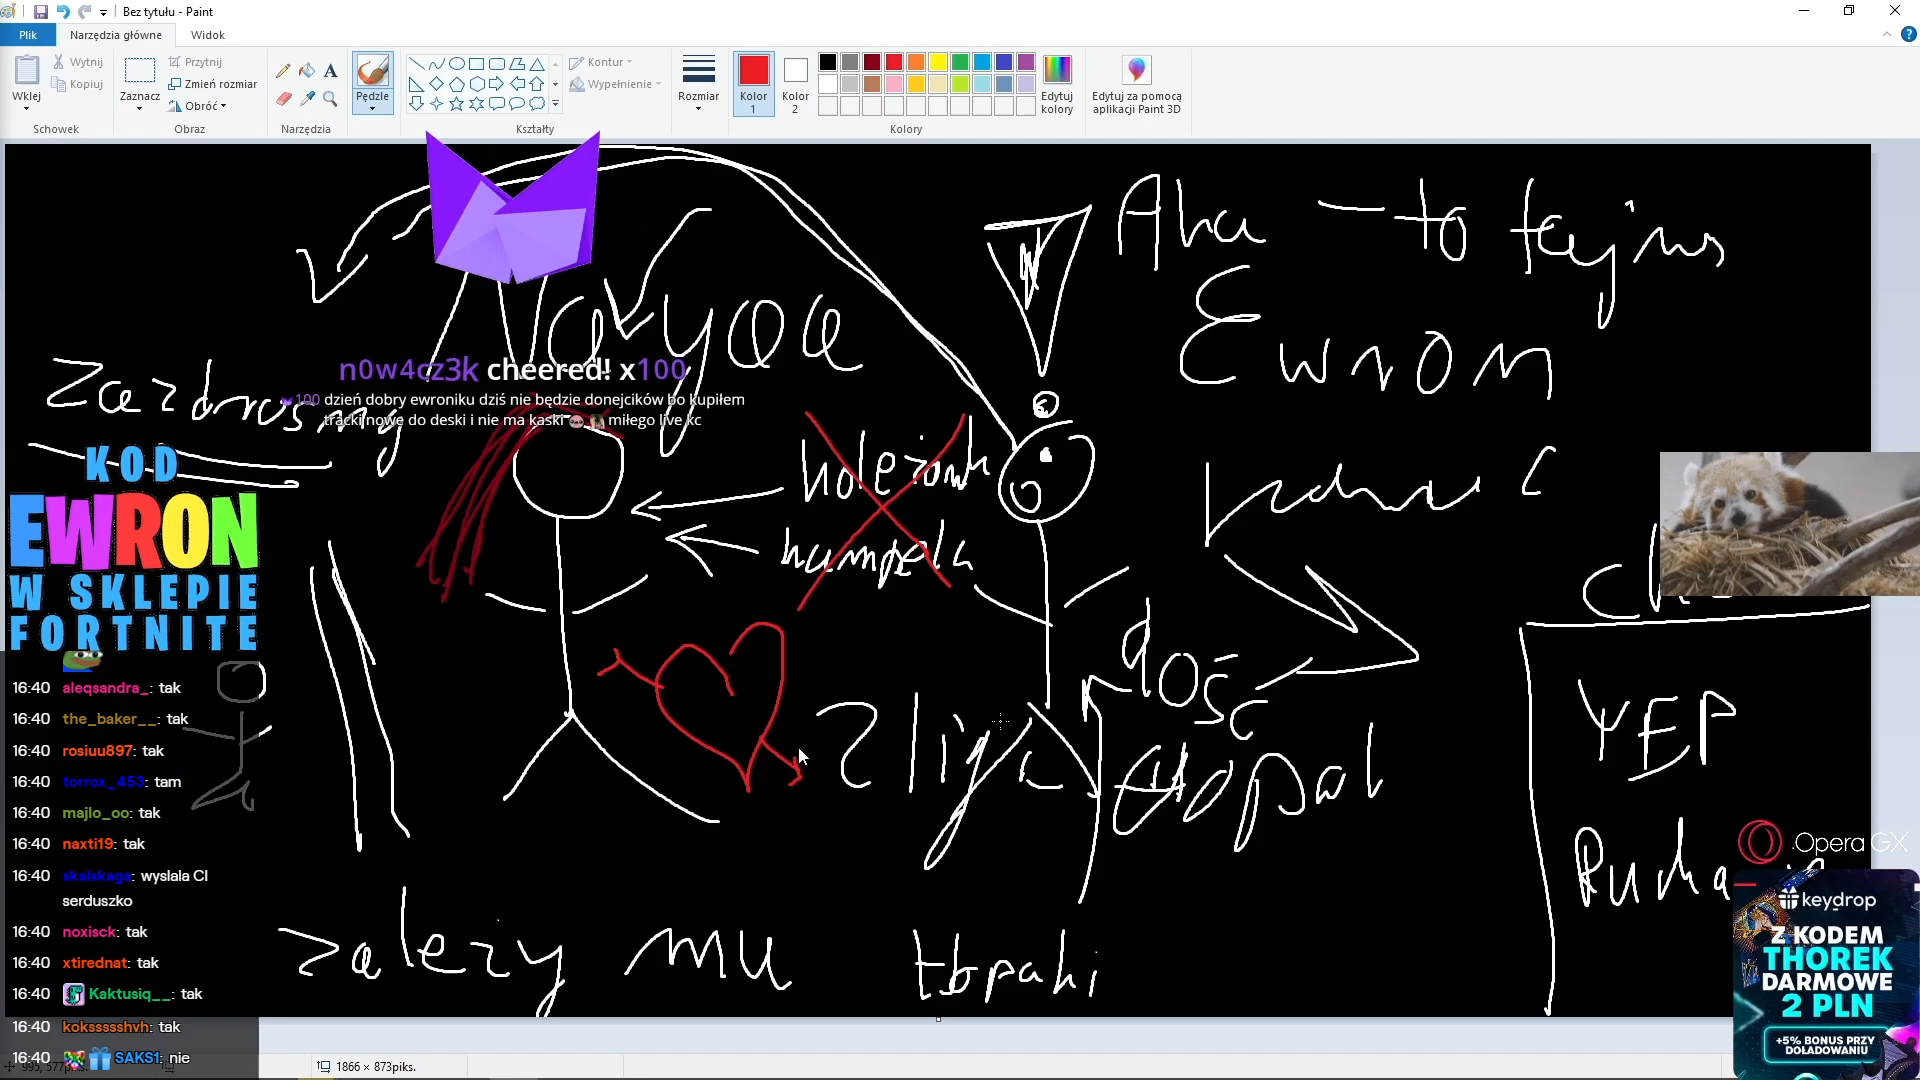 Bez tytułu - Paint
Plik
Narzędzia główne
Widok
Wklej
Wytnij
Kopiuj
Schowek
Zaznacz
Przytnij
Zmień rozmiar
Obróć
Obraz
Narzędzia
Pędzle
Kształty
Kontur
Wypełnienie
Rozmiar
Kolor
1
Kolor
2
Edytuj
kolory
Edytuj za pomocą
aplikacji Paint 3D
Kolory
Aha – to tajms
Ewron
n0w4cz3k cheered! x100
100 dzień dobry ewroniku dziś nie będzie donejcików bo kupiłem
tracki nowe do deski i nie ma kaski miłego live kc
Zazdrosny
kumpela
KOD
EWRON
W SKLEPIE
FORTNITE
dość
zależy mu
YEP
16:40 aleqsandra_: tak
16:40 the_baker__: tak
16:40 rosiuu897: tak
16:40 torrox_453: tam
16:40 majlo_oo: tak
16:40 naxti19: tak
16:40 skalskaga: wyslala CI
serduszko
16:40 noxisck: tak
16:40 xtirednat: tak
16:40 Kaktusiq__: tak
16:40 kokssssshvh: tak
16:40 SAKS1: nie
995, 577piks.
1866 × 873piks.
Opera GX
keydrop
Z KODEM
THOREK
DARMOWE
2 PLN
+5% BONUS PRZY
DOŁADOWANIU